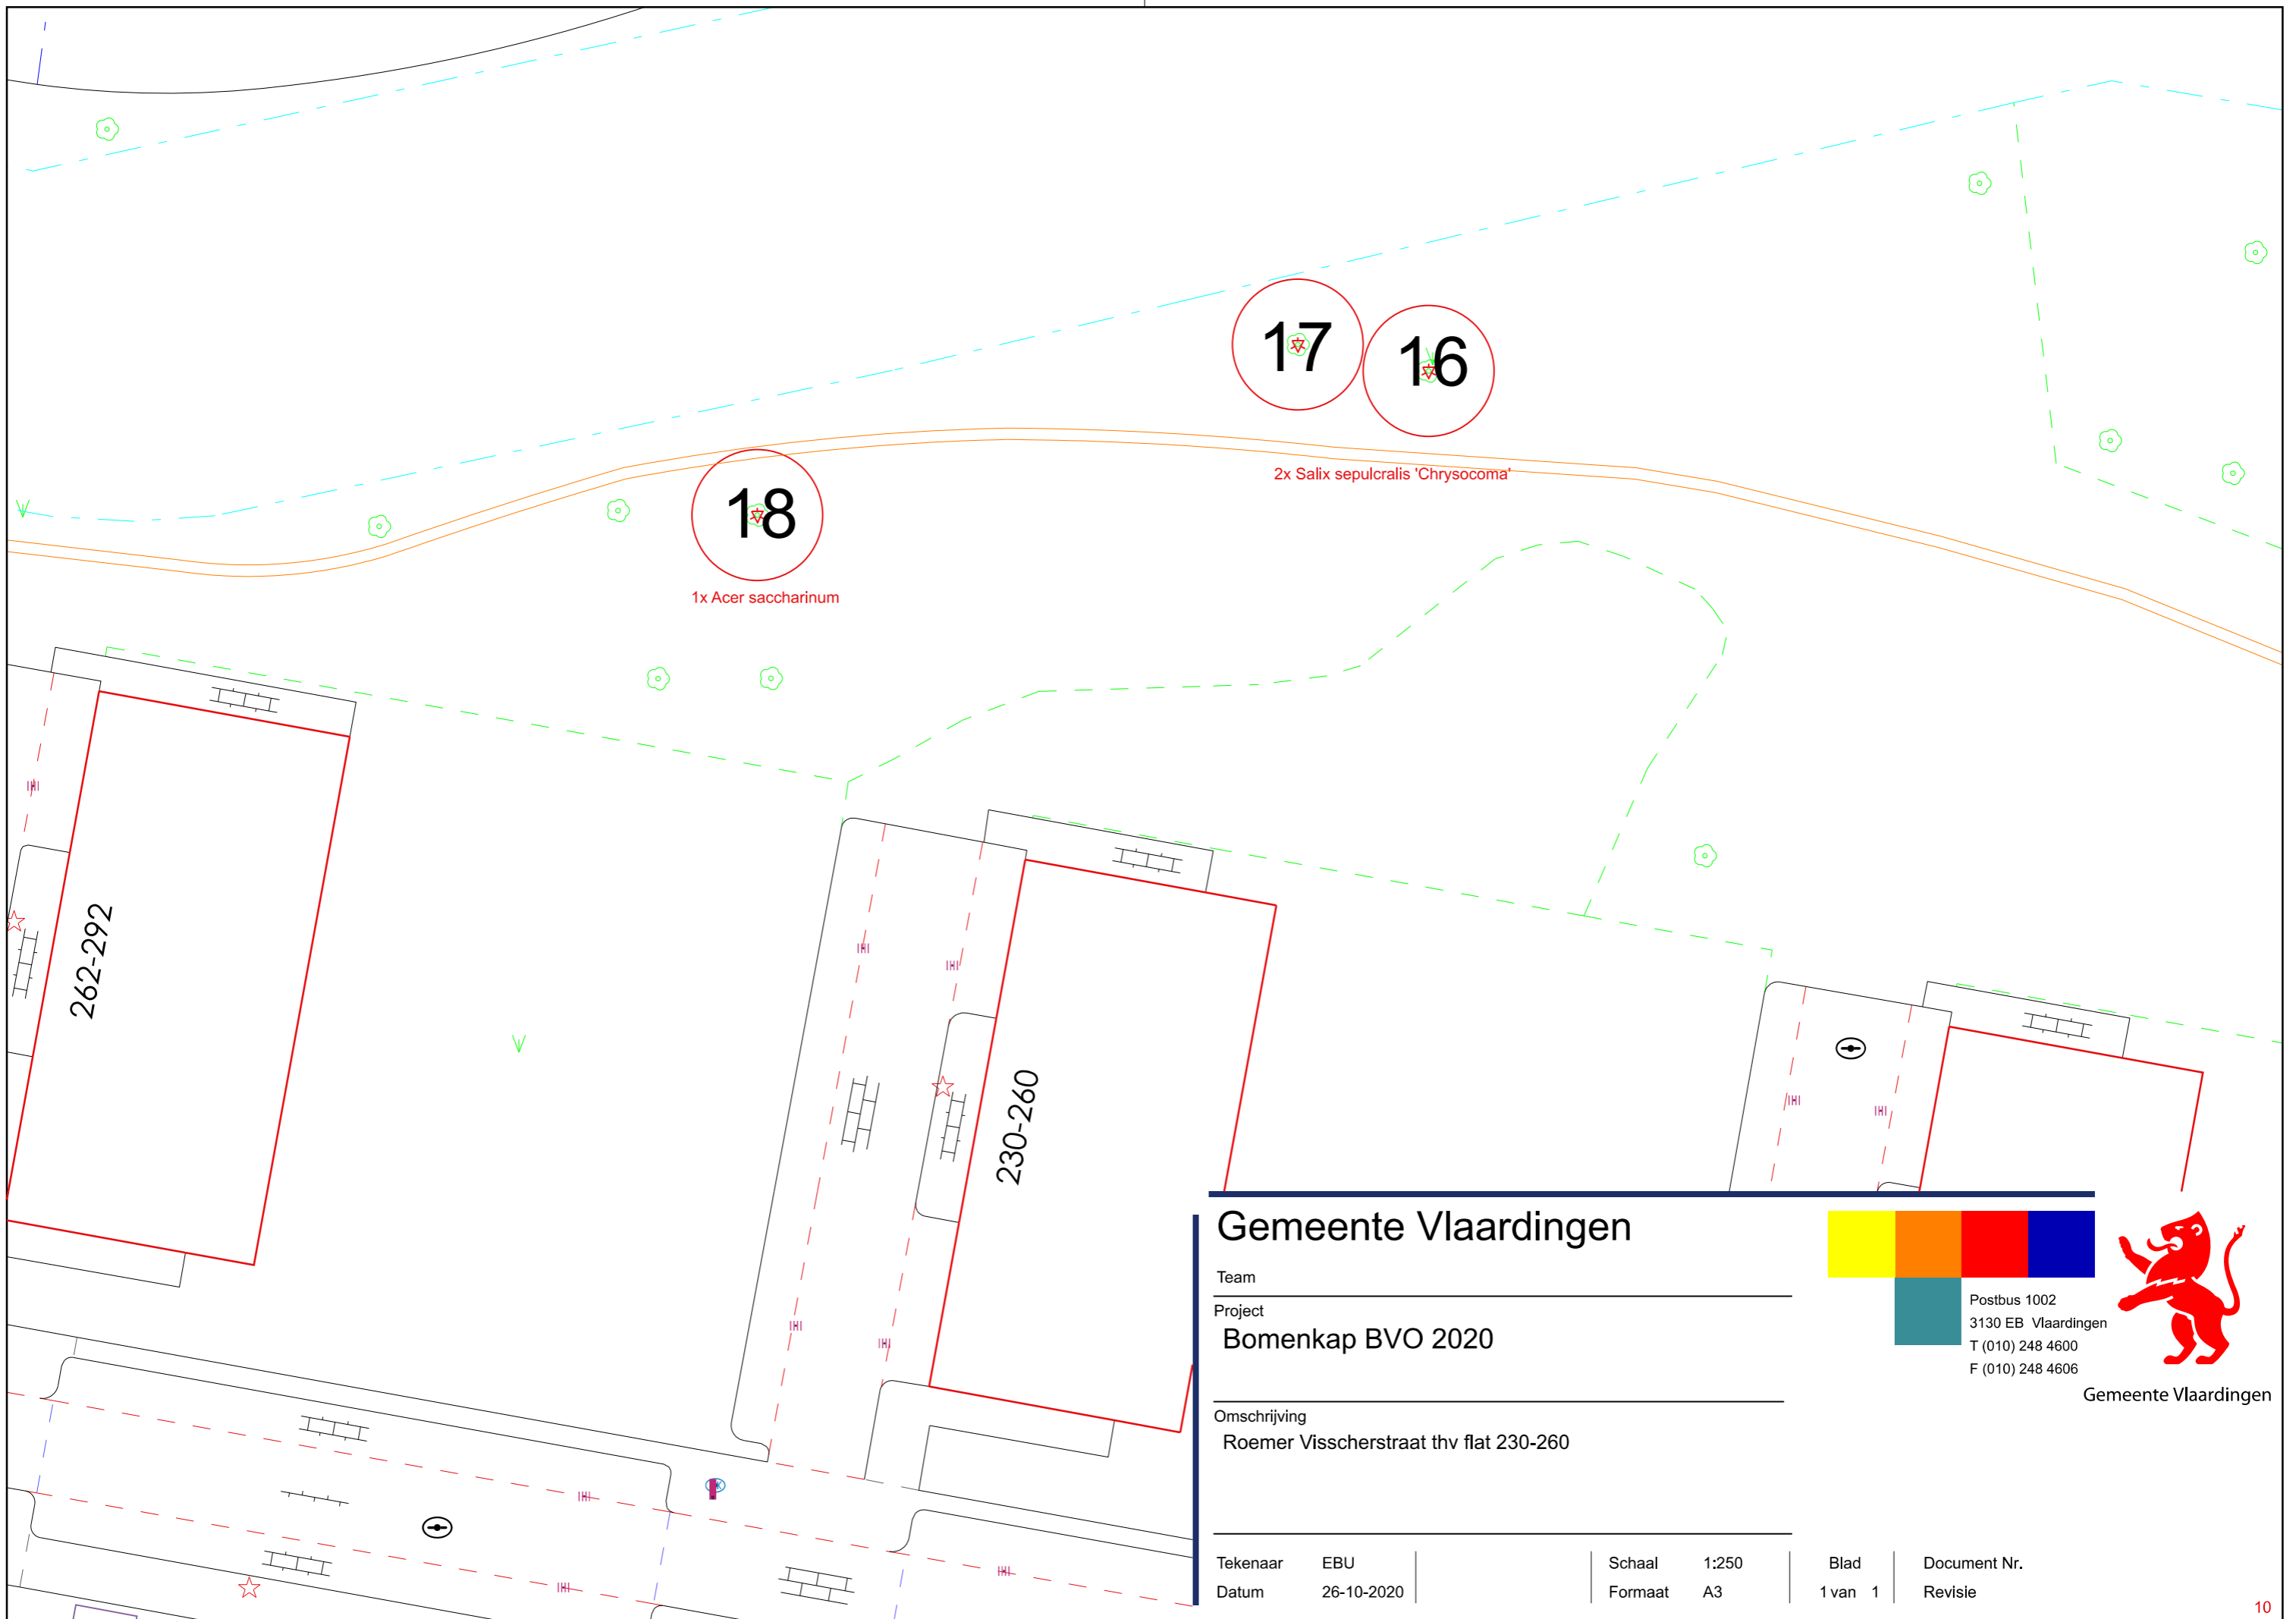 17
16
2x Salix sepulcralis 'Chrysocoma'
18
1x Acer saccharinum
262-292
230-260
Gemeente Vlaardingen
Team
Project
Bomenkap BVO 2020
Omschrijving
Roemer Visscherstraat thv flat 230-260
Postbus 1002
3130 EB Vlaardingen
T (010) 248 4600
F (010) 248 4606
Gemeente Vlaardingen
Tekenaar EBU Schaal 1:250 Blad Document Nr.
Datum 26-10-2020 Formaat A3 1 van 1 Revisie
10